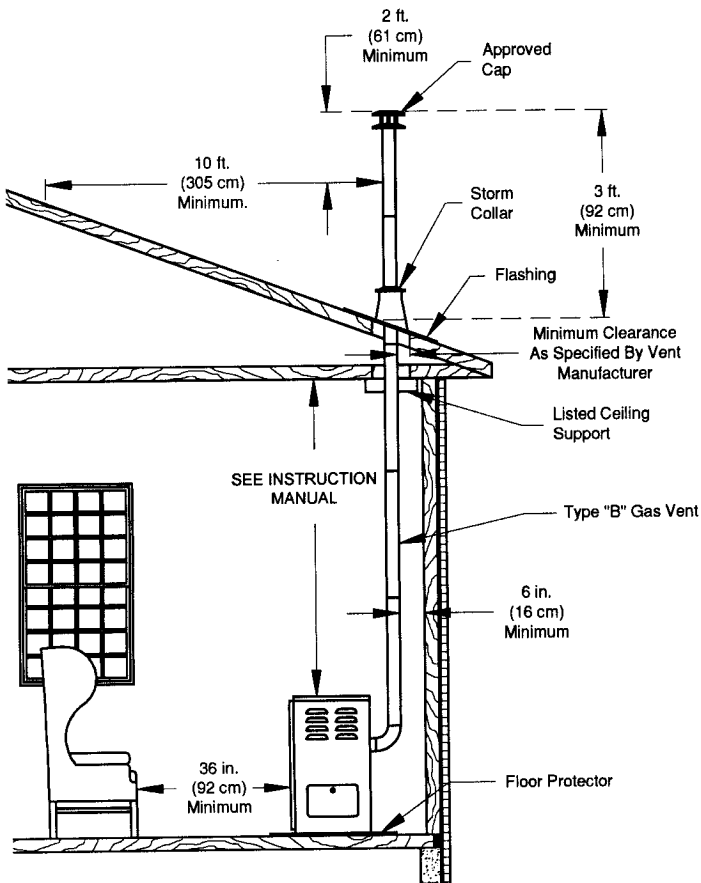 2 ft.
(61 cm)
Minimum
Approved
Cap
10 ft.
(305 cm)
Minimum.
Storm
Collar
3 ft.
(92 cm)
Minimum
Flashing
Minimum Clearance
As Specified By Vent
Manufacturer
Listed Ceiling
Support
SEE INSTRUCTION
MANUAL
Type "B" Gas Vent
6 in.
(16 cm)
Minimum
36 in.
(92 cm)
Minimum
Floor Protector